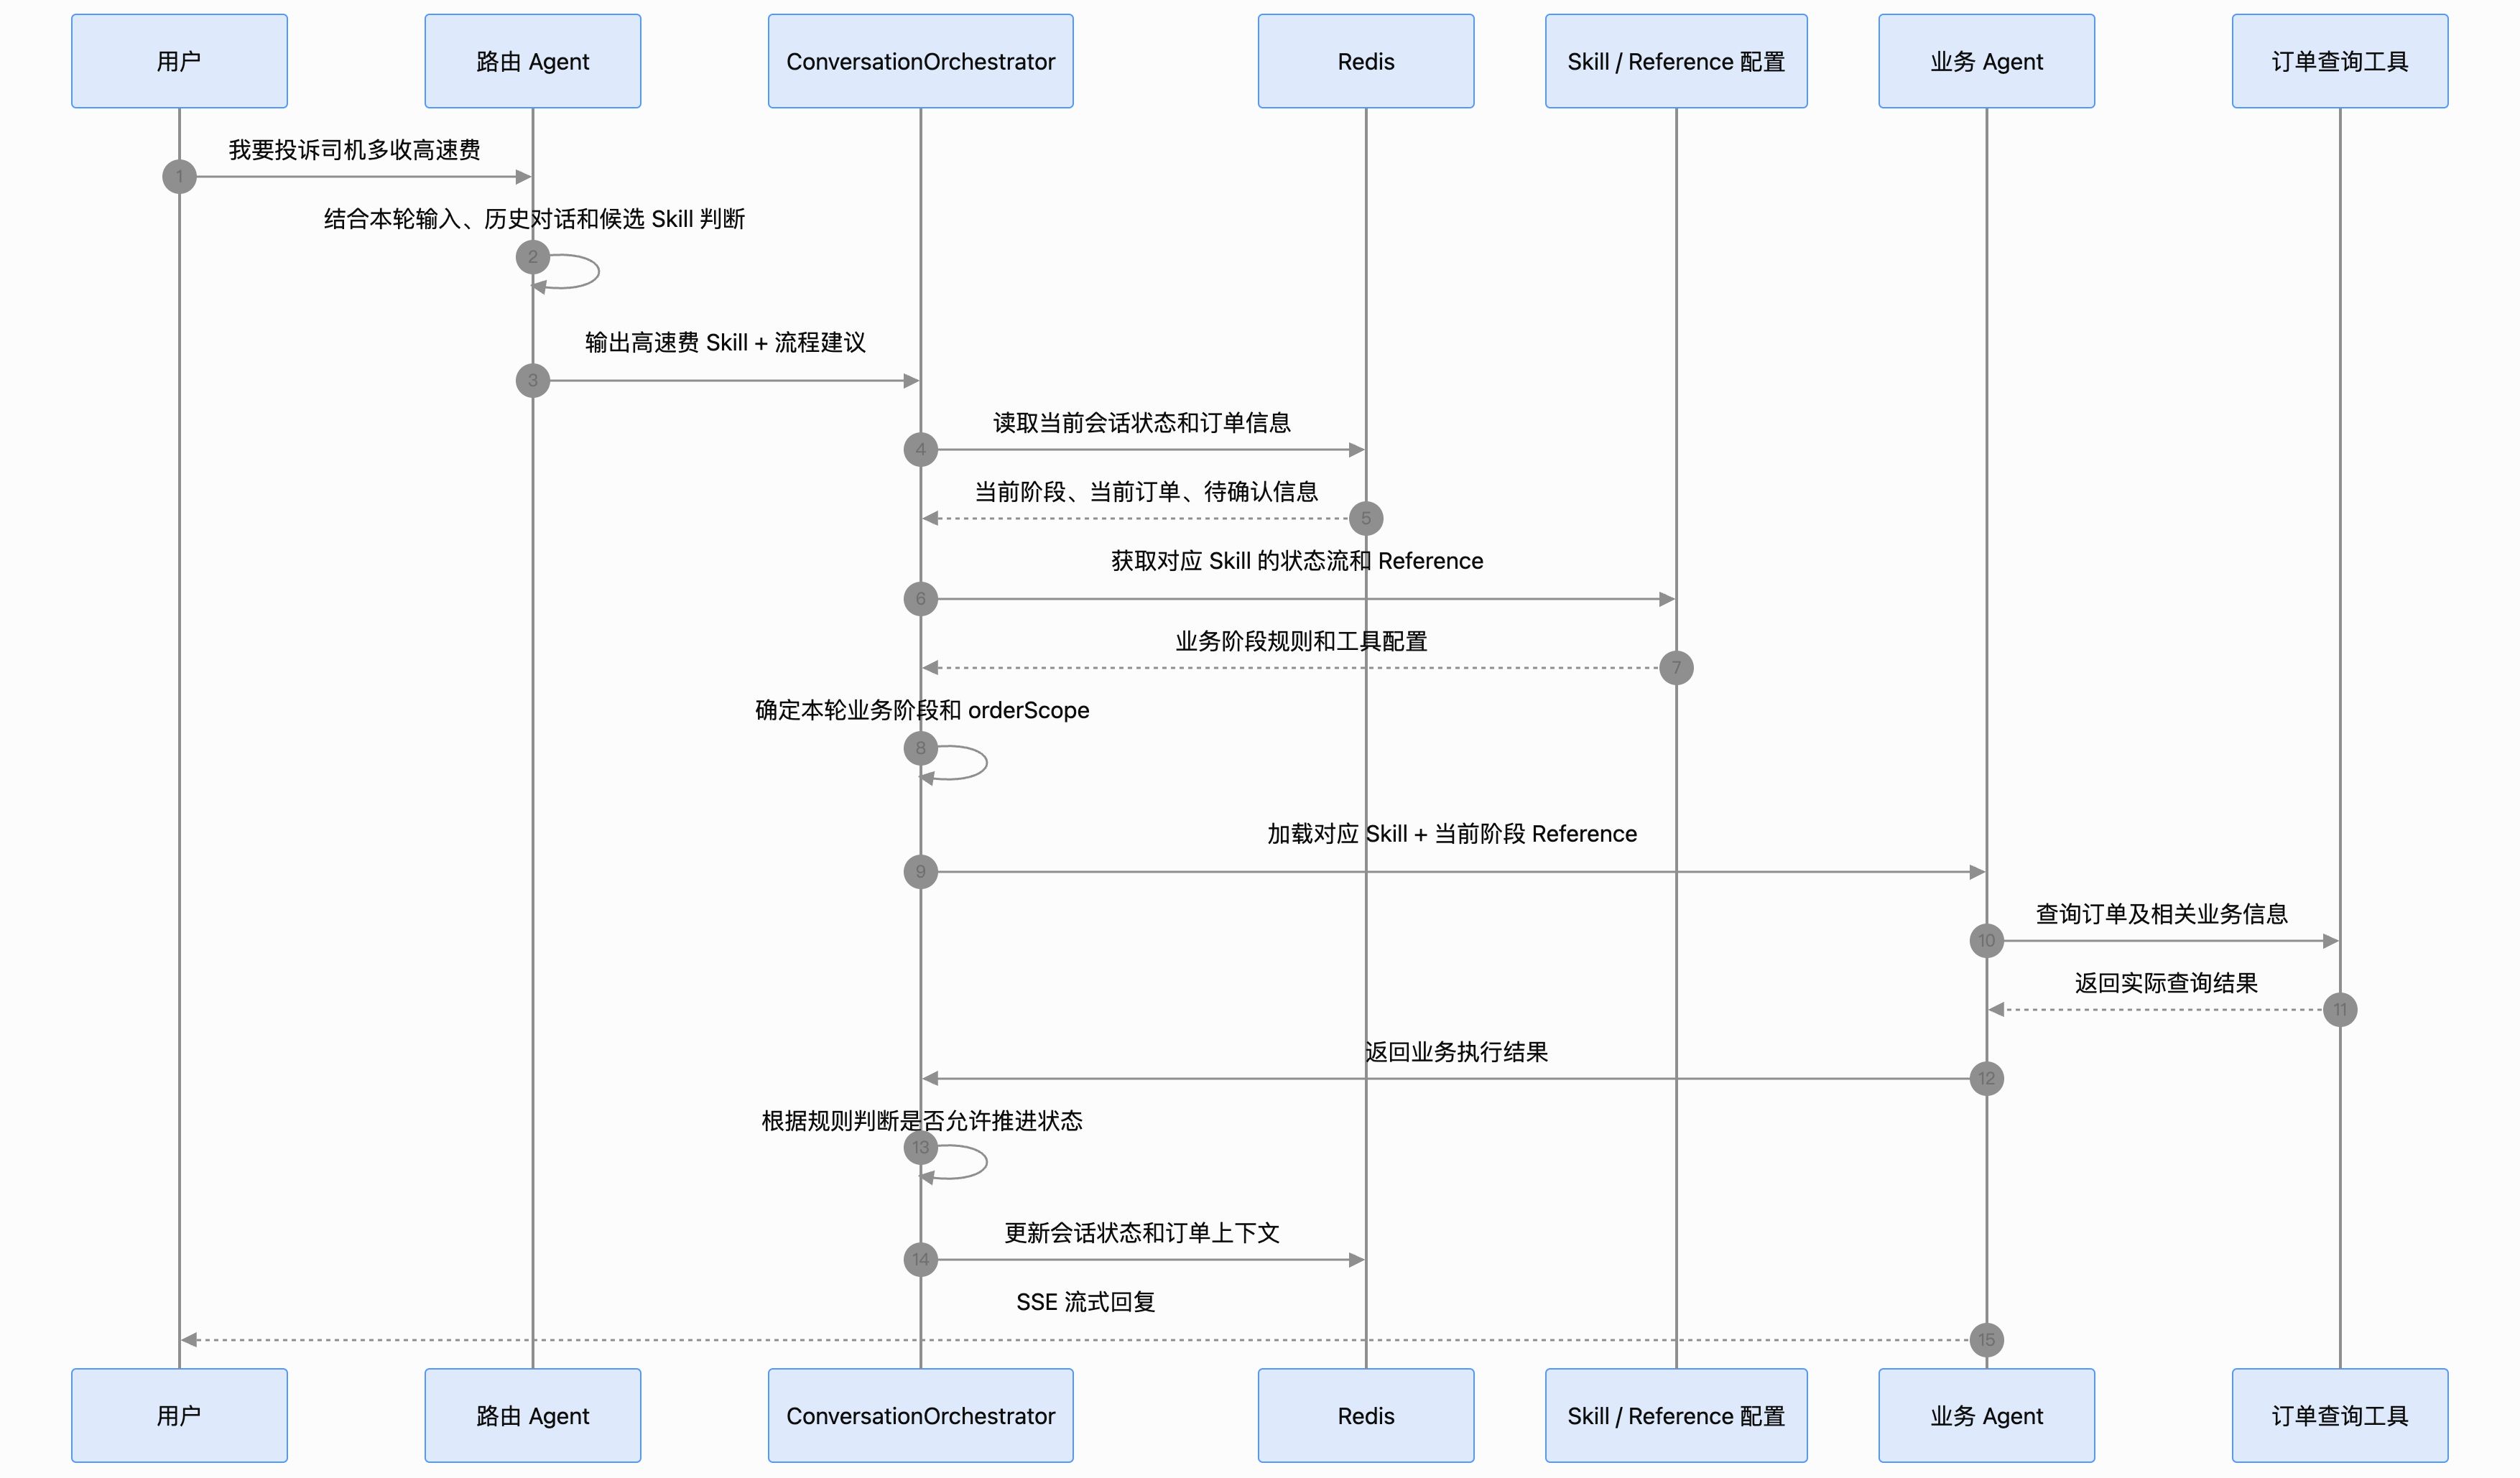 用户
路由 Agent
ConversationOrchestrator
Redis
Skill / Reference 配置
业务 Agent
订单查询工具
我要投诉司机多收高速费
1
结合本轮输入、历史对话和候选 Skill 判断
2
输出高速费 Skill + 流程建议
3
读取当前会话状态和订单信息
4
当前阶段、当前订单、待确认信息
5
获取对应 Skill 的状态流和 Reference
6
业务阶段规则和工具配置
7
确定本轮业务阶段和 orderScope
8
加载对应 Skill + 当前阶段 Reference
9
查询订单及相关业务信息
10
返回实际查询结果
11
返回业务执行结果
12
根据规则判断是否允许推进状态
13
更新会话状态和订单上下文
14
SSE 流式回复
15
用户
路由 Agent
ConversationOrchestrator
Redis
Skill / Reference 配置
业务 Agent
订单查询工具